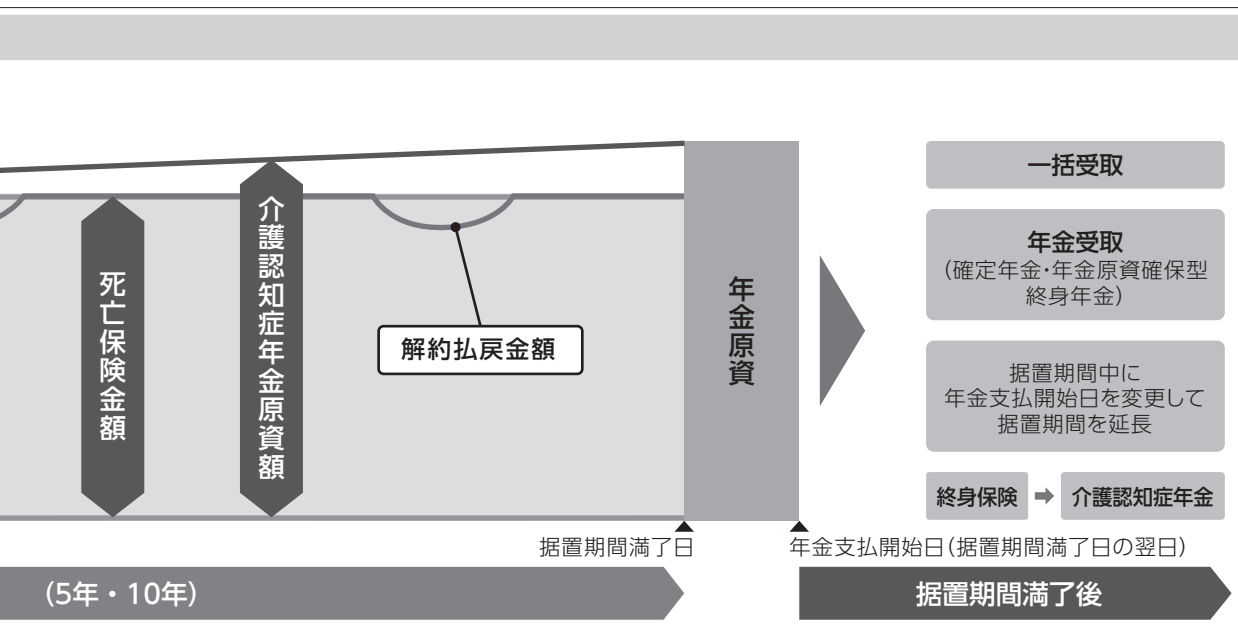 死亡保険金額
介護認知症年金原資額
解約払戻金額
年金原資
一括受取
年金受取
（確定年金・年金原資確保型
終身年金）
据置期間中に
年金支払開始日を変更して
据置期間を延長
終身保険 ➡ 介護認知症年金
据置期間満了日
年金支払開始日（据置期間満了日の翌日）
（5年・10年）
据置期間満了後